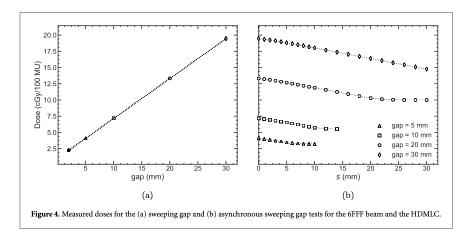 20.0
17.5
15.0
12.5
10.0
7.5
5.0
2.5
Dose (cGy/100 MU)
0 5 10 15 20 25 30
gap (mm)
(a)
(b)
gap = 5 mm
gap = 10 mm
gap = 20 mm
gap = 30 mm
0 5 10 15 20 25 30
s (mm)
(a) (b)
Figure 4. Measured doses for the (a) sweeping gap and (b) asynchronous sweeping gap tests for the 6FFF beam and the HDMLC.